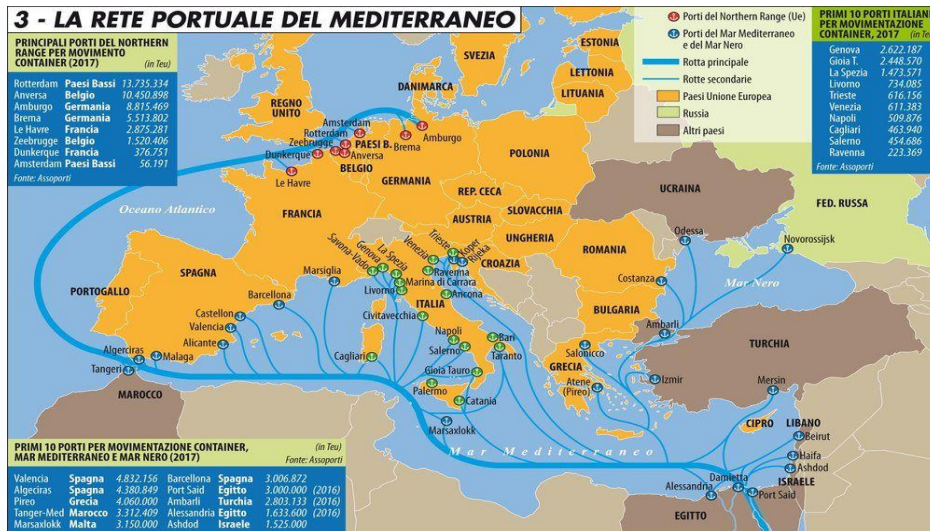 3 - LA RETE PORTUALE DEL MEDITERRANEO
PRINCIPALI PORTI DEL NORTHERN
RANGE PER MOVIMENTO
CONTAINER (2017) (in Teu)
Rotterdam Paesi Bassi 13.735.334
Anversa Belgio 10.450.898
Amburgo Germania 8.815.469
Brema Germania 5.513.802
Le Havre Francia 2.875.281
Zeebrugge Belgio 1.520.406
Dunkerque Francia 376.751
Amsterdam Paesi Bassi 56.191
Fonte: Assoporti
Porti del Northern Range (Ue)
Porti del Mar Mediterraneo
e del Mar Nero
Rotta principale
Rotte secondarie
Paesi Unione Europea
Russia
Altri paesi
PRIMI 10 PORTI ITALIANI
PER MOVIMENTAZIONE
CONTAINER, 2017 (in Teu)
Genova 2.622.187
Gioia T. 2.448.570
La Spezia 1.473.571
Livorno 734.085
Trieste 616.156
Venezia 611.383
Napoli 509.876
Cagliari 463.940
Salerno 454.686
Ravenna 223.369
Fonte: Assoporti
SVEZIA
ESTONIA
LETTONIA
LITUANIA
DANIMARCA
REGNO
UNITO
Amsterdam
Rotterdam
Zeebrugge
Dunkerque
PAESI B.
Amburgo
Brema
Anversa
BELGIO
Le Havre
GERMANIA
POLONIA
REP. CECA
SLOVACCHIA
AUSTRIA
UNGHERIA
UCRAINA
FED. RUSSA
FRANCIA
Oceano Atlantico
ROMANIA
CROAZIA
BULGARIA
Odessa
Novorossijsk
Costanza
Mar Nero
Ambarli
TURCHIA
PORTOGALLO
SPAGNA
Barcellona
Castellon
Valencia
Alicante
Algerciras
Malaga
Tangeri
MAROCCO
Marsiglia
Savona-Vado
Genova
La Spezia
Venezia
Trieste
Koper
Rijeka
Ravenna
Marina di Carrara
Livorno
Ancona
ITALIA
Civitavecchia
Napoli
Salerno
Bari
Taranto
Cagliari
Gioia Tauro
Palermo
Catania
Marsaxlokk
Salonicco
GRECIA
Atene
(Pireo)
Izmir
Mersin
CIPRO
LIBANO
Beirut
Haifa
Ashdod
ISRAELE
Damietta
Alessandria
Port Said
EGITTO
Mar Mediterraneo
PRIMI 10 PORTI PER MOVIMENTAZIONE CONTAINER, (in Teu)
MAR MEDITERRANEO E MAR NERO (2017) Fonte: Assoporti
Valencia Spagna 4.832.156 Barcellona Spagna 3.006.872
Algeciras Spagna 4.380.849 Port Said Egitto 3.000.000 (2016)
Pireo Grecia 4.060.000 Ambarli Turchia 2.803.133 (2016)
Tanger-Med Marocco 3.312.409 Alessandria Egitto 1.633.600 (2016)
Marsaxlokk Malta 3.150.000 Ashdod Israele 1.525.000